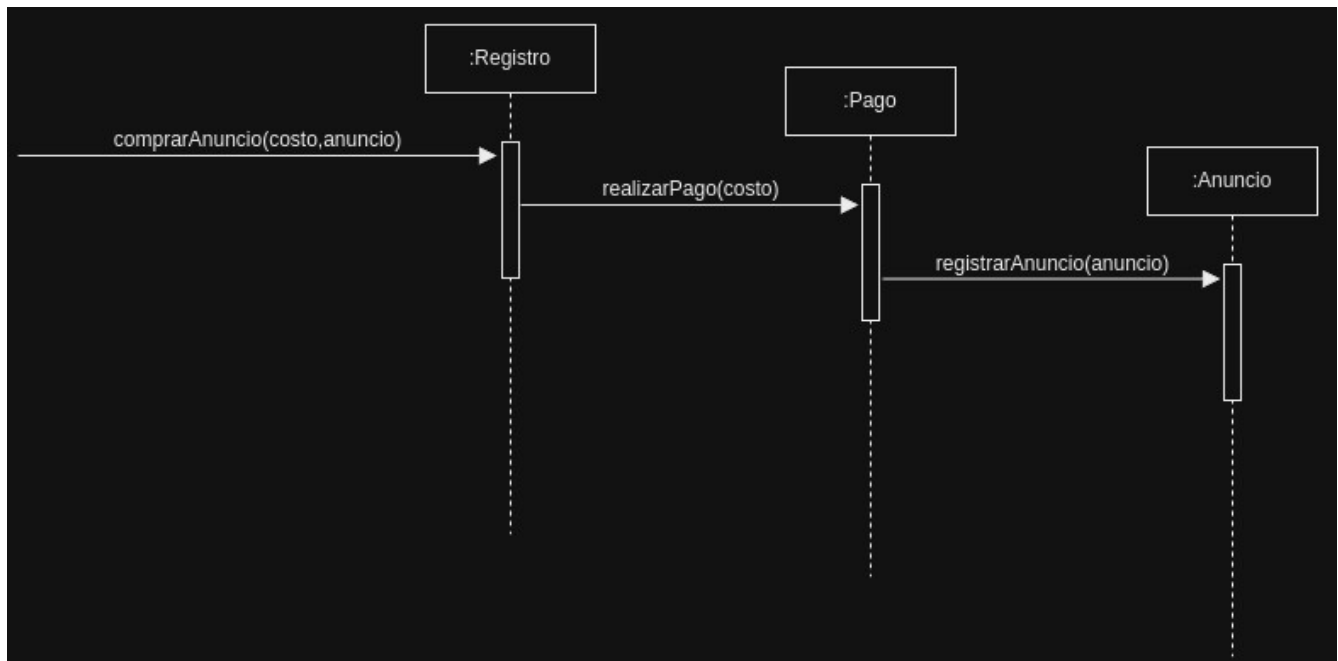 :Registro
:Pago
comprarAnuncio(costo,anuncio)
realizarPago(costo)
:Anuncio
registrarAnuncio(anuncio)